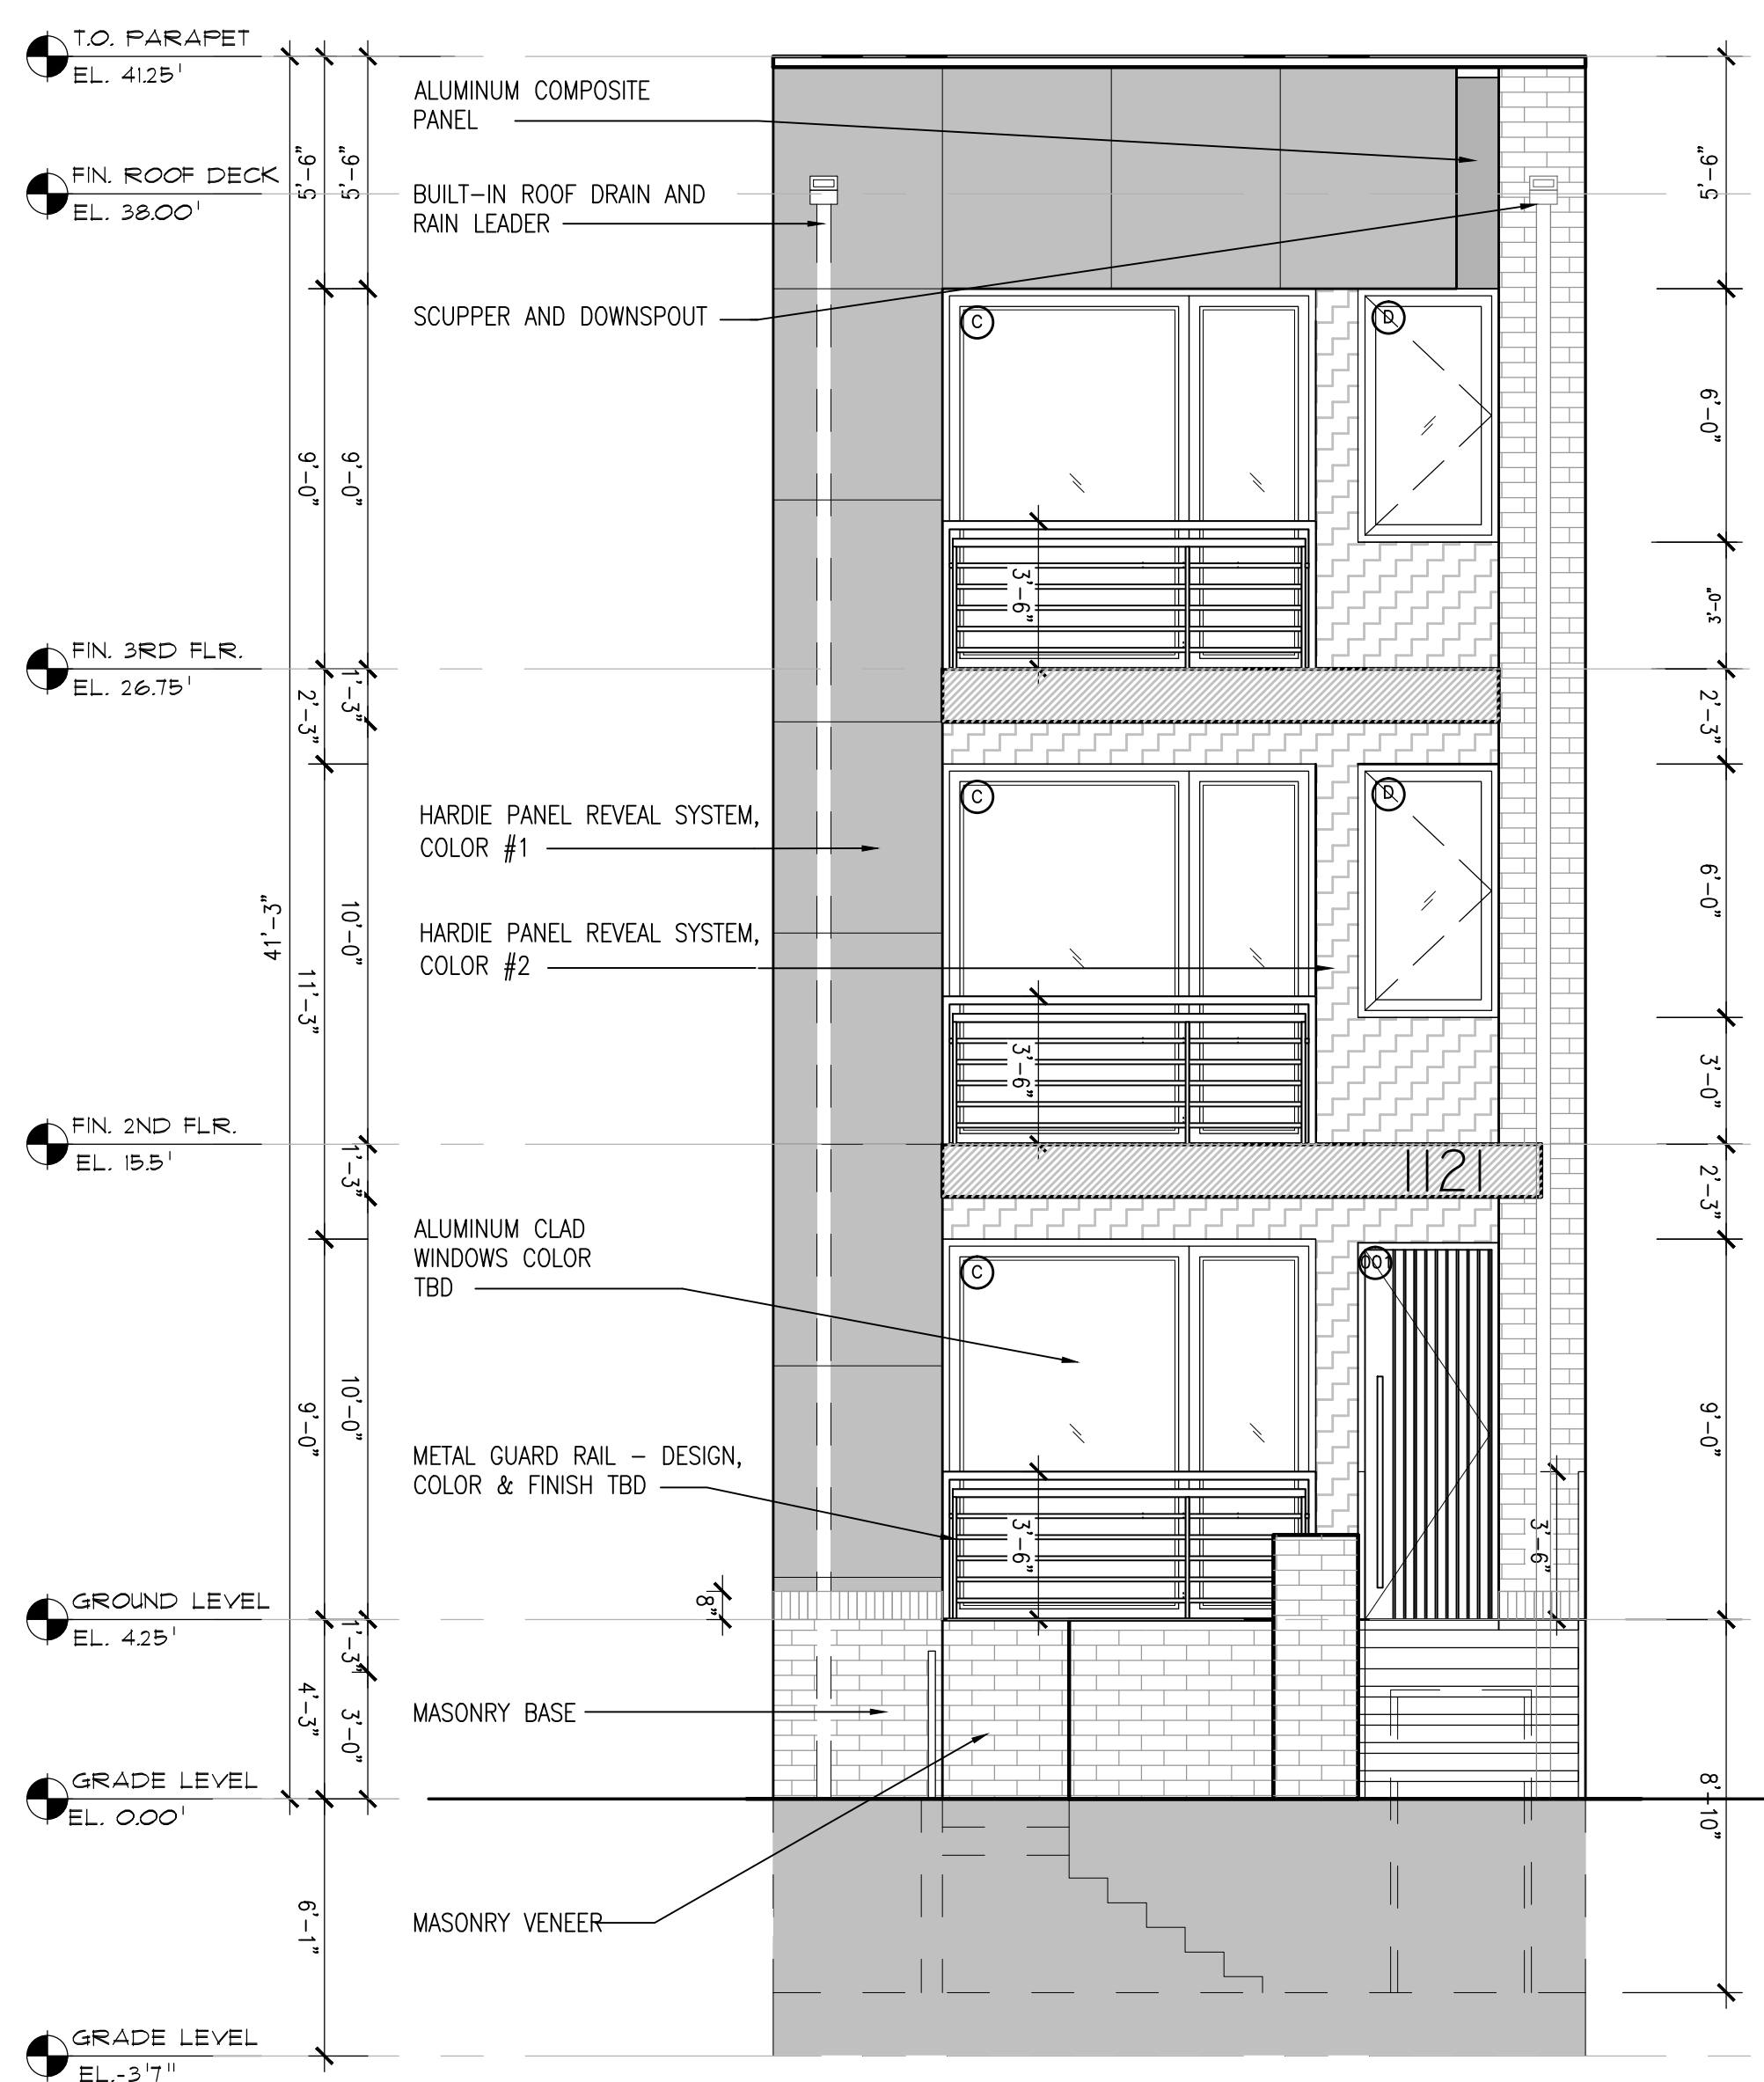 T.O. PARAPET
EL. 41.25'
FIN. ROOF DECK
EL. 38.00'
FIN. 3RD FLR.
EL. 26.75'
FIN. 2ND FLR.
EL. 15.5'
GROUND LEVEL
EL. 4.25'
GRADE LEVEL
EL. 0.00'
GRADE LEVEL
EL.-3'7"
41'-3"
5'-6"
9'-0"
2'-3"
11'-3"
9'-0"
4'-3"
6'-1"
5'-6"
9'-0"
1'-3"
10'-0"
1'-3"
10'-0"
1'-3"
3'-0"
ALUMINUM COMPOSITE
PANEL
BUILT-IN ROOF DRAIN AND
RAIN LEADER
SCUPPER AND DOWNSPOUT
HARDIE PANEL REVEAL SYSTEM,
COLOR #1
HARDIE PANEL REVEAL SYSTEM,
COLOR #2
ALUMINUM CLAD
WINDOWS COLOR
TBD
METAL GUARD RAIL - DESIGN,
COLOR & FINISH TBD
MASONRY BASE
MASONRY VENEER
8"
C
D
3'-6"
C
D
3'-6"
1121
C
001
3'-6"
3'-6"
5'-6"
6'-0"
3'-0"
2'-3"
6'-0"
3'-0"
2'-3"
9'-0"
8'-10"